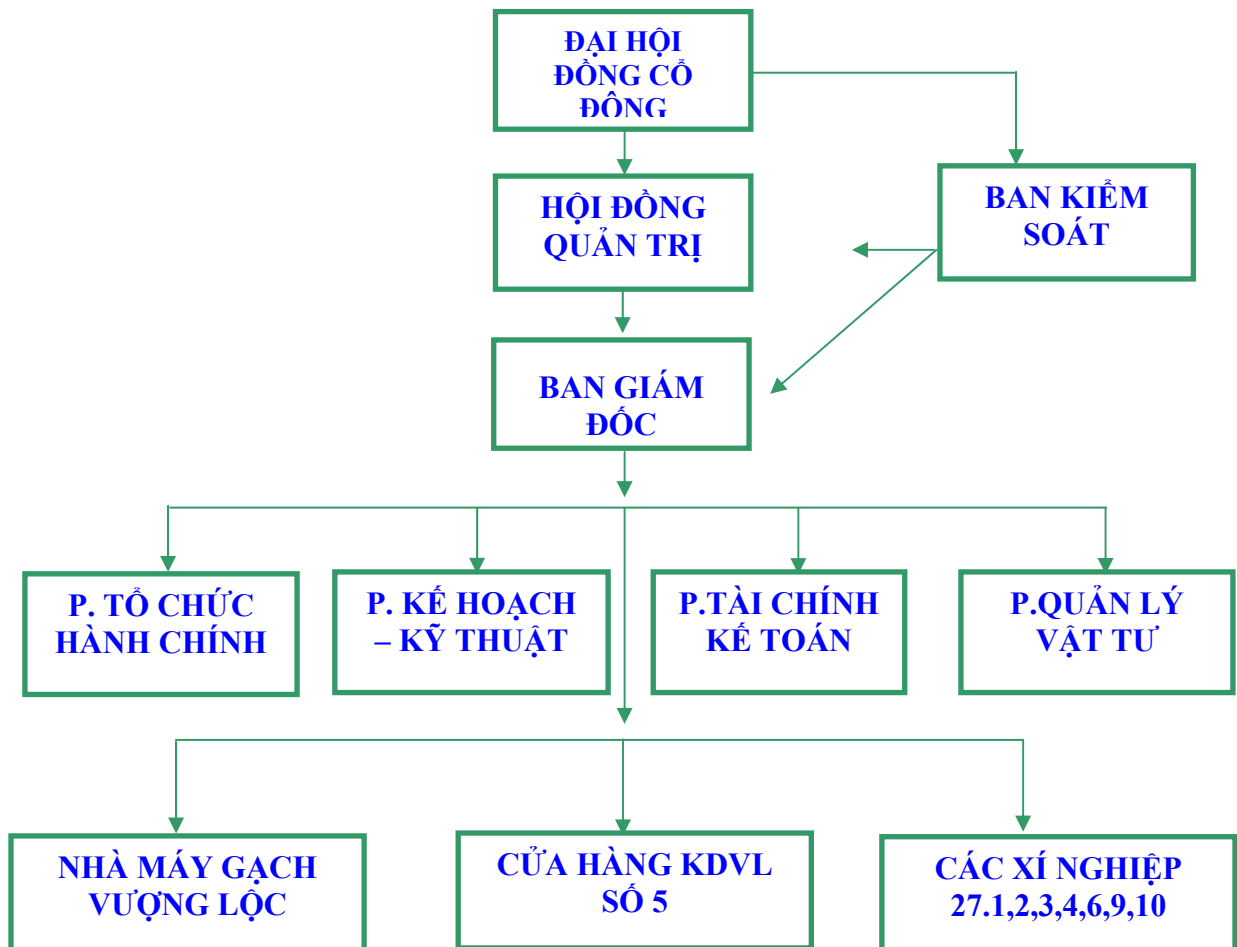 ĐẠI HỘI
ĐỒNG CỔ
ĐÔNG
HỘI ĐỒNG
QUẢN TRỊ
BAN KIỂM
SOÁT
BAN GIÁM
ĐỐC
P. TỔ CHỨC
HÀNH CHÍNH
P. KẾ HOẠCH
– KỸ THUẬT
P.TÀI CHÍNH
KẾ TOÁN
P.QUẢN LÝ
VẬT TƯ
NHÀ MÁY GẠCH
VƯỢNG LỘC
CỬA HÀNG KDVL
SỐ 5
CÁC XÍ NGHIỆP
27.1,2,3,4,6,9,10